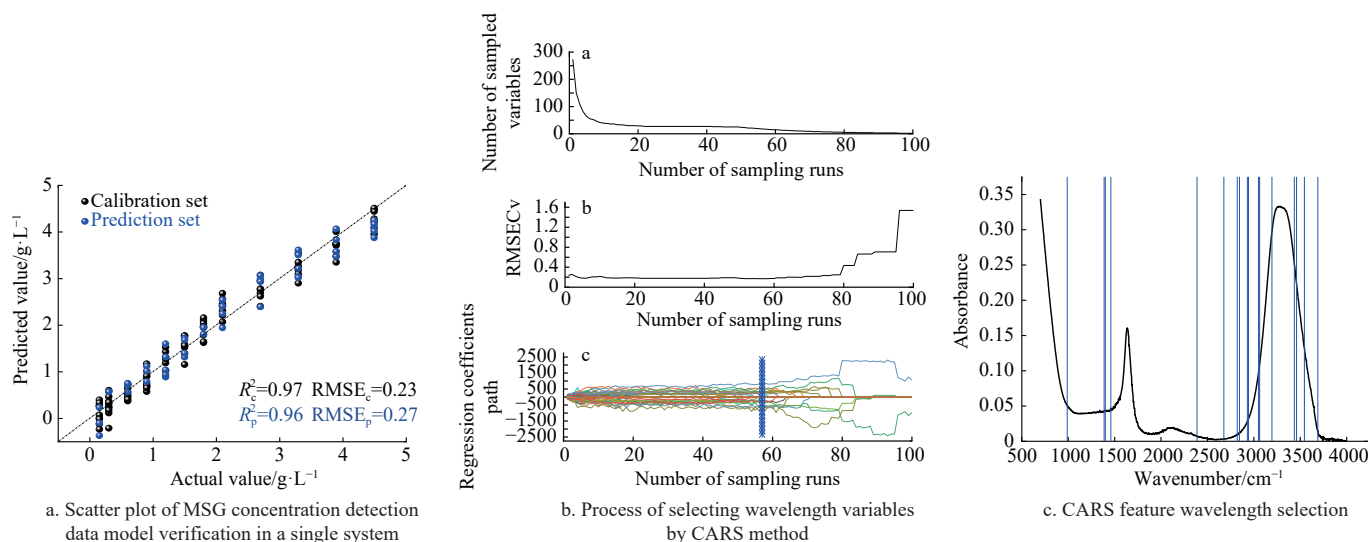 5
4
3
2
1
0
Predicted value/g·L⁻¹
Calibration set
Prediction set
R²c=0.97 RMSEc=0.23
R²p=0.96 RMSEp=0.27
0 1 2 3 4 5
Actual value/g·L⁻¹
a. Scatter plot of MSG concentration detection
data model verification in a single system
Number of sampled
variables
300
200
100
0
a
0 20 40 60 80 100
Number of sampling runs
RMSECv
1.6
1.2
0.8
0.4
0
b
0 20 40 60 80 100
Number of sampling runs
Regression coefficients
path
2500
1500
500
−500
−1500
−2500
c
0 20 40 60 80 100
Number of sampling runs
b. Process of selecting wavelength variables
by CARS method
Absorbance
0.35
0.30
0.25
0.20
0.15
0.10
0.05
0
500 1000 1500 2000 2500 3000 3500 4000
Wavenumber/cm⁻¹
c. CARS feature wavelength selection